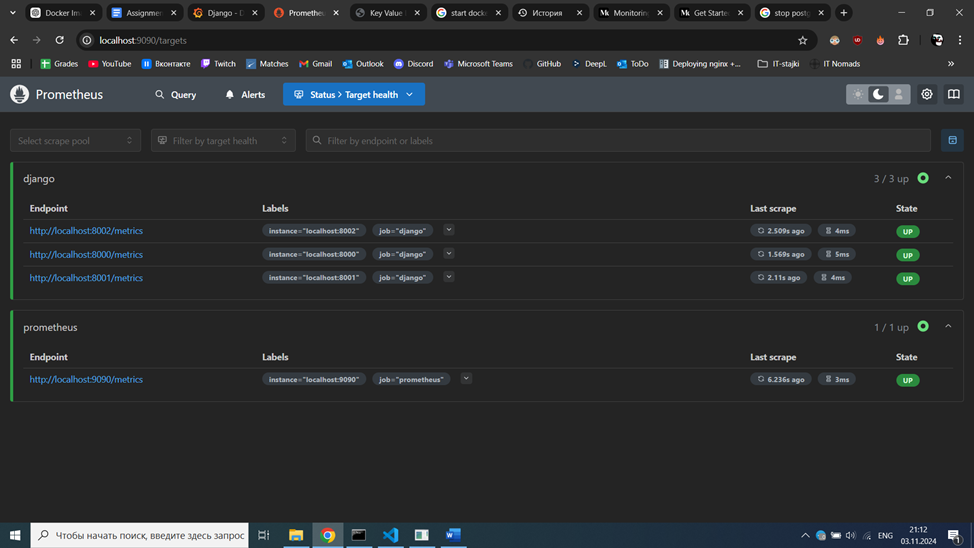 Docker Im
Assignmen
Django - D
Prometheu
Key Value
start docke
История
Monitoring
Get Starte
stop postg
localhost:9090/targets
Grades YouTube Вконтакте Twitch Matches Gmail Outlook Discord Microsoft Teams GitHub DeepL ToDo Deploying nginx +... IT-stajki IT Nomads »
Prometheus Query Alerts Status > Target health
Select scrape pool Filter by target health Filter by endpoint or labels
django 3 / 3 up
Endpoint Labels Last scrape State
http://localhost:8002/metrics instance="localhost:8002" job="django" 2.509s ago 4ms UP
http://localhost:8000/metrics instance="localhost:8000" job="django" 1.569s ago 5ms UP
http://localhost:8001/metrics instance="localhost:8001" job="django" 2.11s ago 4ms UP
prometheus 1 / 1 up
Endpoint Labels Last scrape State
http://localhost:9090/metrics instance="localhost:9090" job="prometheus" 6.236s ago 3ms UP
Чтобы начать поиск, введите здесь запрос
ENG
21:12
03.11.2024
1